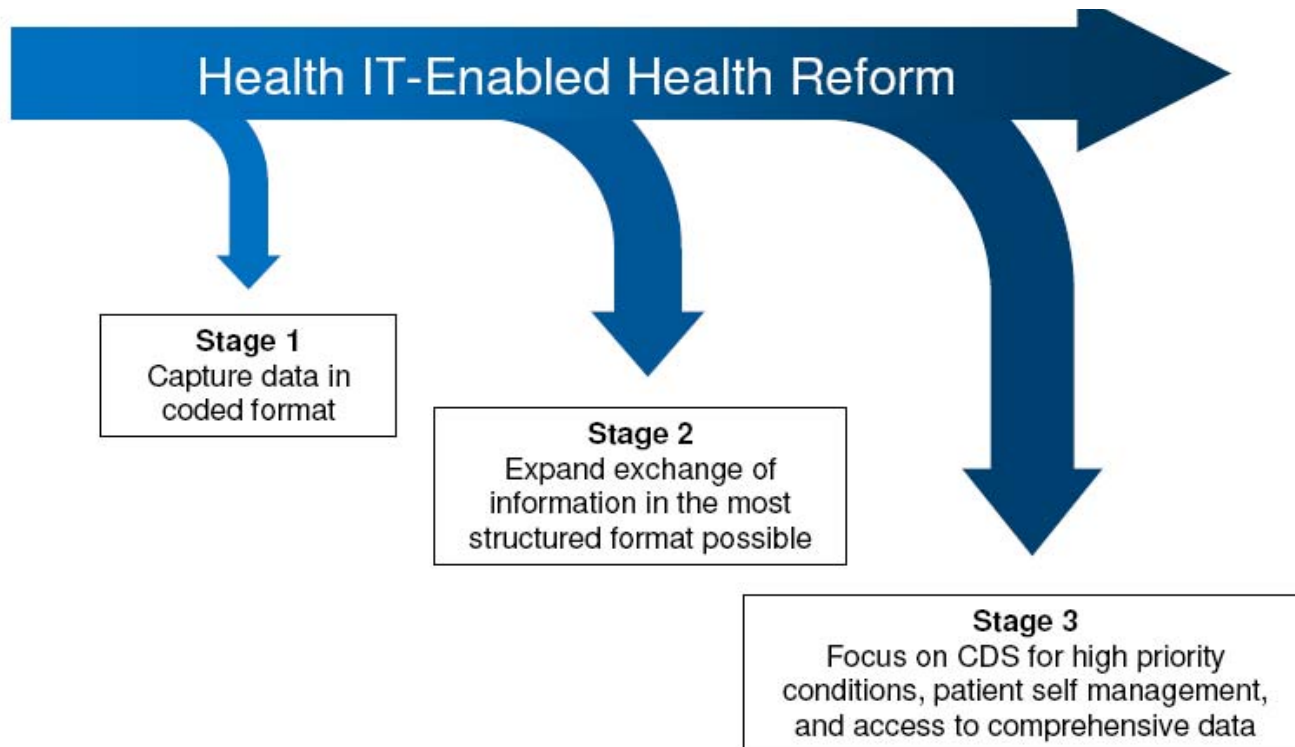 Health IT-Enabled Health Reform
Stage 1
Capture data in
coded format
Stage 2
Expand exchange of
information in the most
structured format possible
Stage 3
Focus on CDS for high priority
conditions, patient self management,
and access to comprehensive data